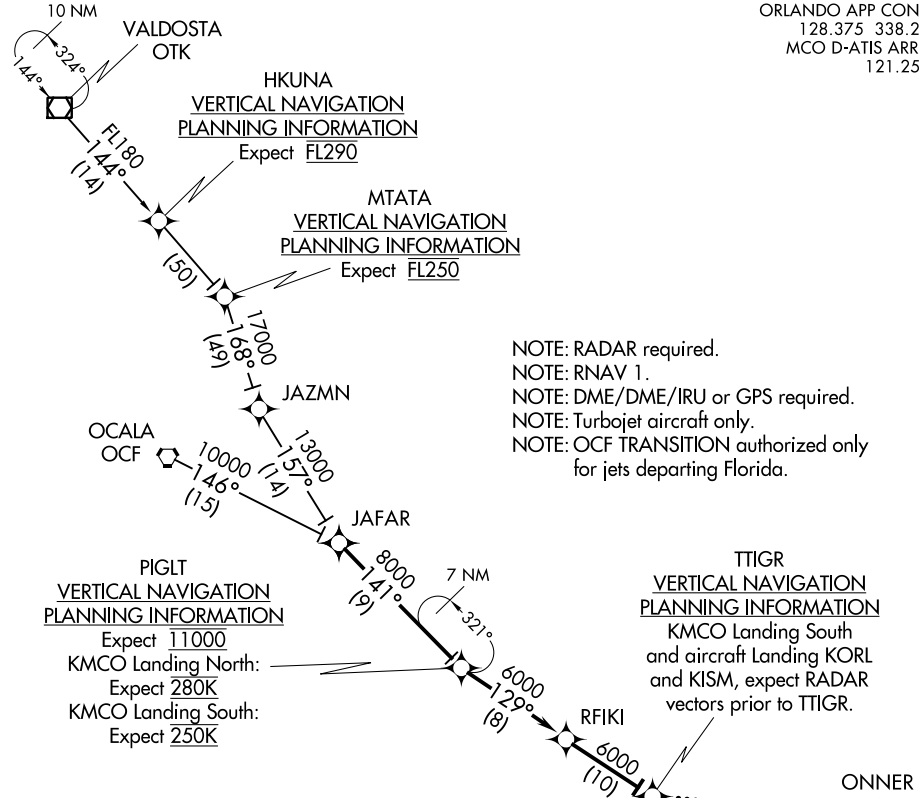 10 NM
324°
144°
VALDOSTA
OTK
ORLANDO APP CON
128.375 338.2
MCO D-ATIS ARR
121.25
HKUNA
VERTICAL NAVIGATION
PLANNING INFORMATION
Expect FL290
FL180
144°
(14)
MTATA
VERTICAL NAVIGATION
PLANNING INFORMATION
Expect FL250
(50)
17000
168°
(49)
NOTE: RADAR required.
NOTE: RNAV 1.
NOTE: DME/DME/IRU or GPS required.
NOTE: Turbojet aircraft only.
NOTE: OCF TRANSITION authorized only
for jets departing Florida.
JAZMN
OCALA
OCF
10000
146°
(15)
13000
157°
(14)
JAFAR
8000
141°
(9)
7 NM
321°
PIGLT
VERTICAL NAVIGATION
PLANNING INFORMATION
Expect 11000
KMCO Landing North:
Expect 280K
KMCO Landing South:
Expect 250K
TTIGR
VERTICAL NAVIGATION
PLANNING INFORMATION
KMCO Landing South
and aircraft Landing KORL
and KISM, expect RADAR
vectors prior to TTIGR.
6000
129°
(8)
RFIKI
6000
(10)
ONNER